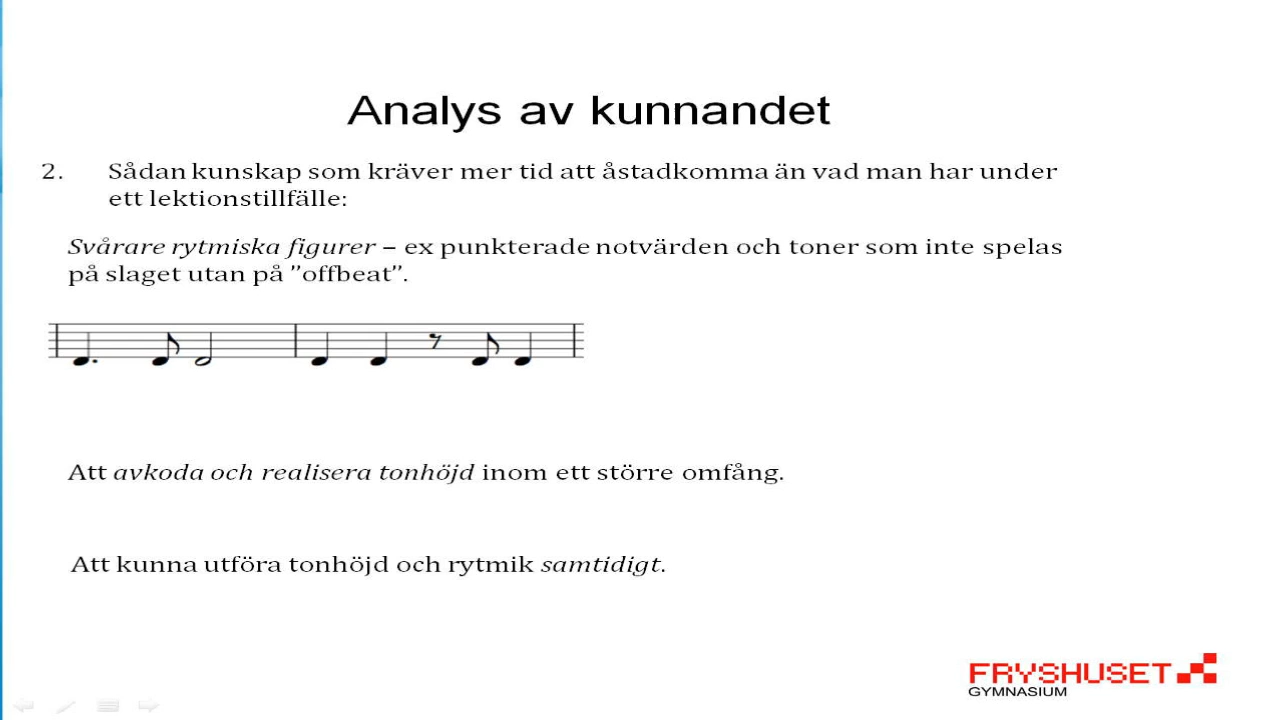 Analys av kunnandet
2. Sådan kunskap som kräver mer tid att åstadkomma än vad man har under
ett lektionstillfälle:
Svårare rytmiska figurer – ex punkterade notvärden och toner som inte spelas
på slaget utan på ”offbeat”.
Att avkoda och realisera tonhöjd inom ett större omfång.
Att kunna utföra tonhöjd och rytmik samtidigt.
FRYSHUSET
GYMNASIUM